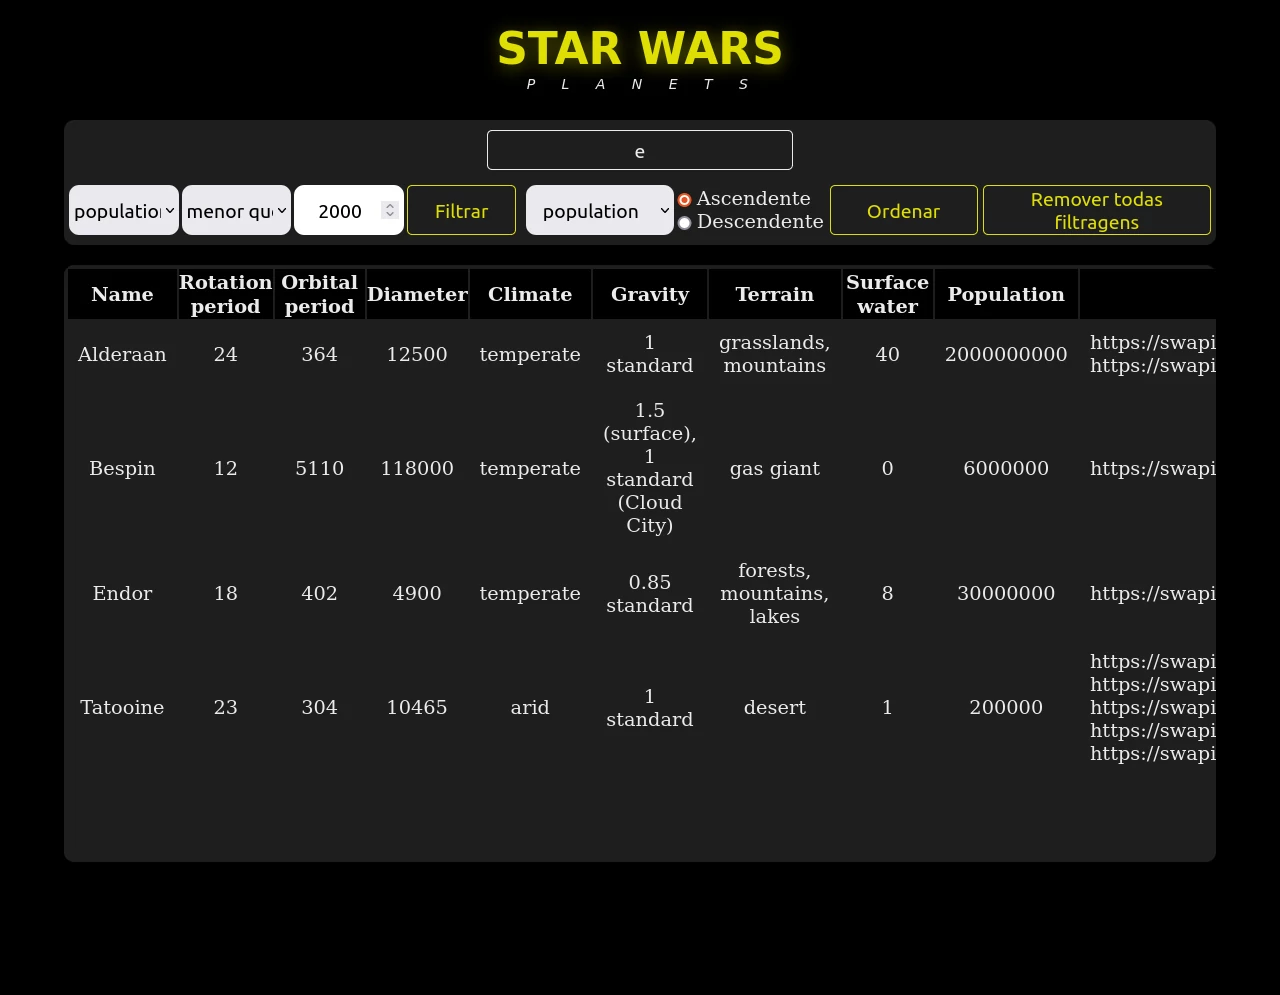 STAR WARS
P L A N E T S
e
population
menor que
2000
Filtrar
population
Ascendente
Descendente
Ordenar
Remover todas
filtragens
Name
Rotation
period
Orbital
period
Diameter
Climate
Gravity
Terrain
Surface
water
Population
Alderaan
24
364
12500
temperate
1
standard
grasslands,
mountains
40
2000000000
https://swapi
https://swapi
Bespin
12
5110
118000
temperate
1.5
(surface),
1
standard
(Cloud
City)
gas giant
0
6000000
https://swapi
Endor
18
402
4900
temperate
0.85
standard
forests,
mountains,
lakes
8
30000000
https://swapi
Tatooine
23
304
10465
arid
1
standard
desert
1
200000
https://swapi
https://swapi
https://swapi
https://swapi
https://swapi